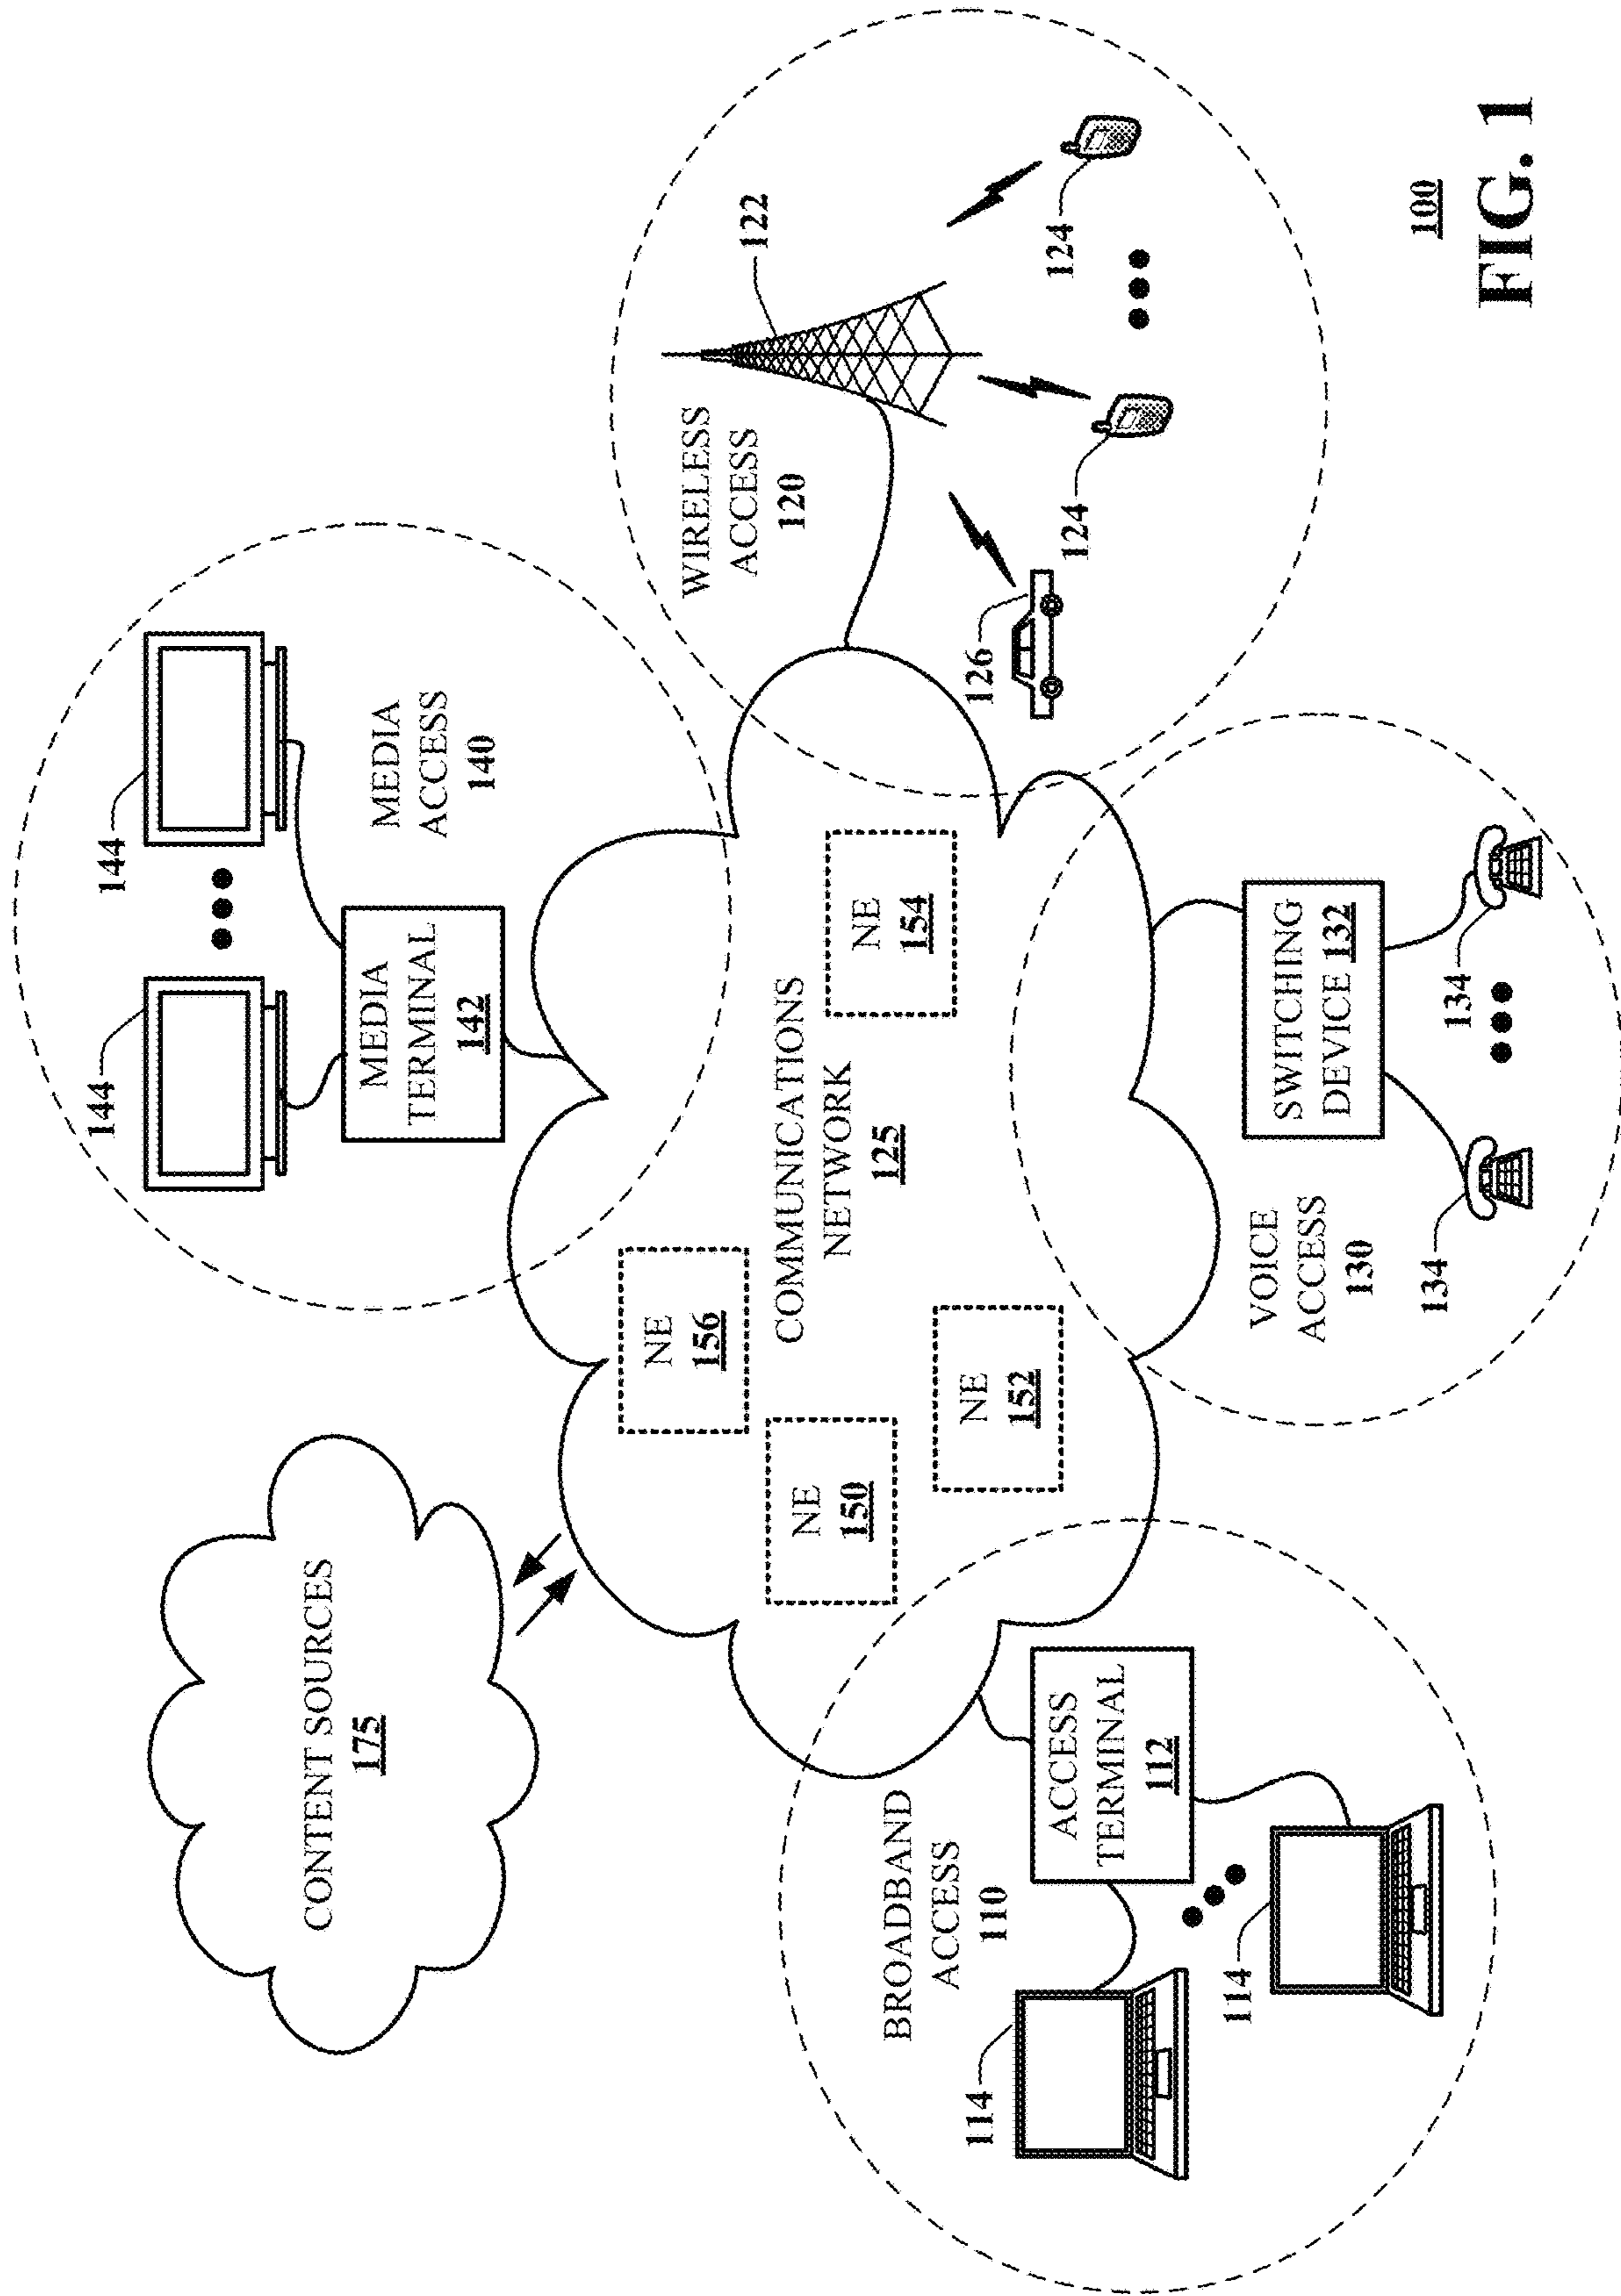 144
144
CONTENT SOURCES
175
MEDIA
TERMINAL
142
MEDIA
ACCESS
140
NE
156
WIRELESS
ACCESS
120
122
NE
150
COMMUNICATIONS
NETWORK
125
NE
154
BROADBAND
ACCESS
110
NE
152
126
124
124
114
ACCESS
TERMINAL
112
114
VOICE
ACCESS
130
SWITCHING
DEVICE 132
134
134
100
FIG. 1